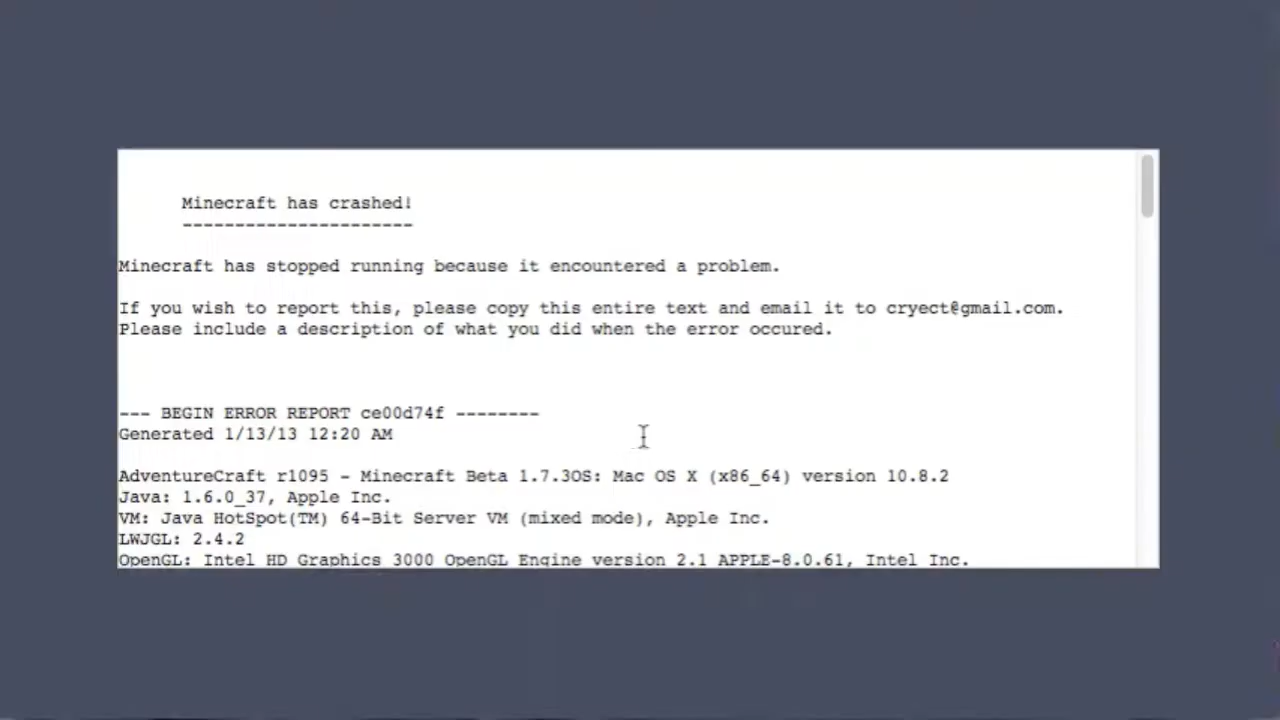 Minecraft has crashed!
----------------------
Minecraft has stopped running because it encountered a problem.
If you wish to report this, please copy this entire text and email it to cryect@gmail.com.
Please include a description of what you did when the error occured.
--- BEGIN ERROR REPORT ce00d74f --------
Generated 1/13/13 12:20 AM
AdventureCraft r1095 - Minecraft Beta 1.7.3OS: Mac OS X (x86_64) version 10.8.2
Java: 1.6.0_37, Apple Inc.
VM: Java HotSpot(TM) 64-Bit Server VM (mixed mode), Apple Inc.
LWJGL: 2.4.2
OpenGL: Intel HD Graphics 3000 OpenGL Engine version 2.1 APPLE-8.0.61, Intel Inc.